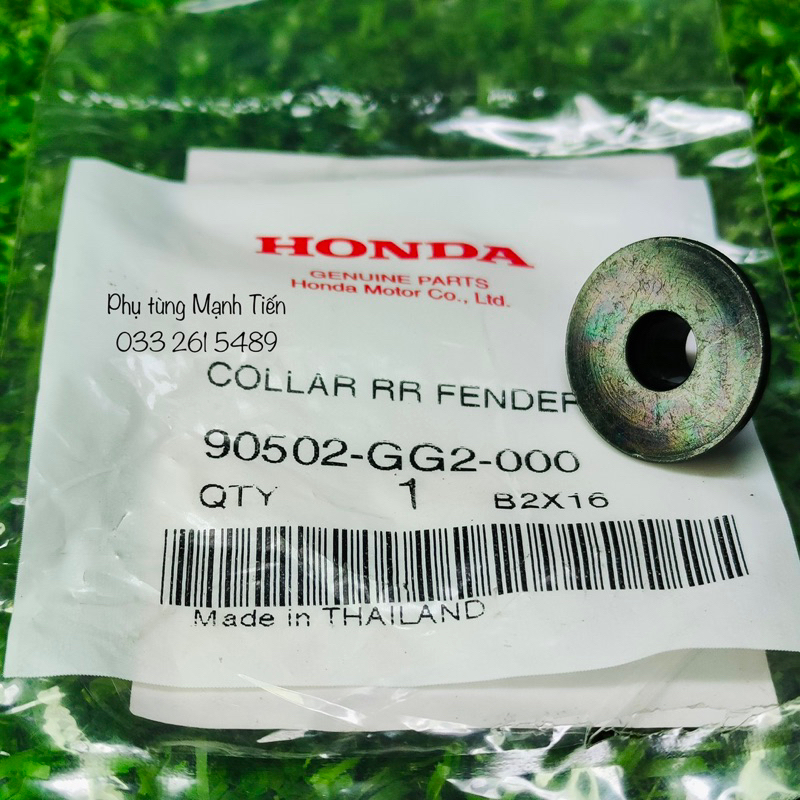 HONDA
GENUINE PARTS
Honda Motor Co., Ltd.
Phụ tùng Mạnh Tiến
033 261 5489
COLLAR RR FENDER
90502-GG2-000
QTY 1 B2X16
Made in THAILAND